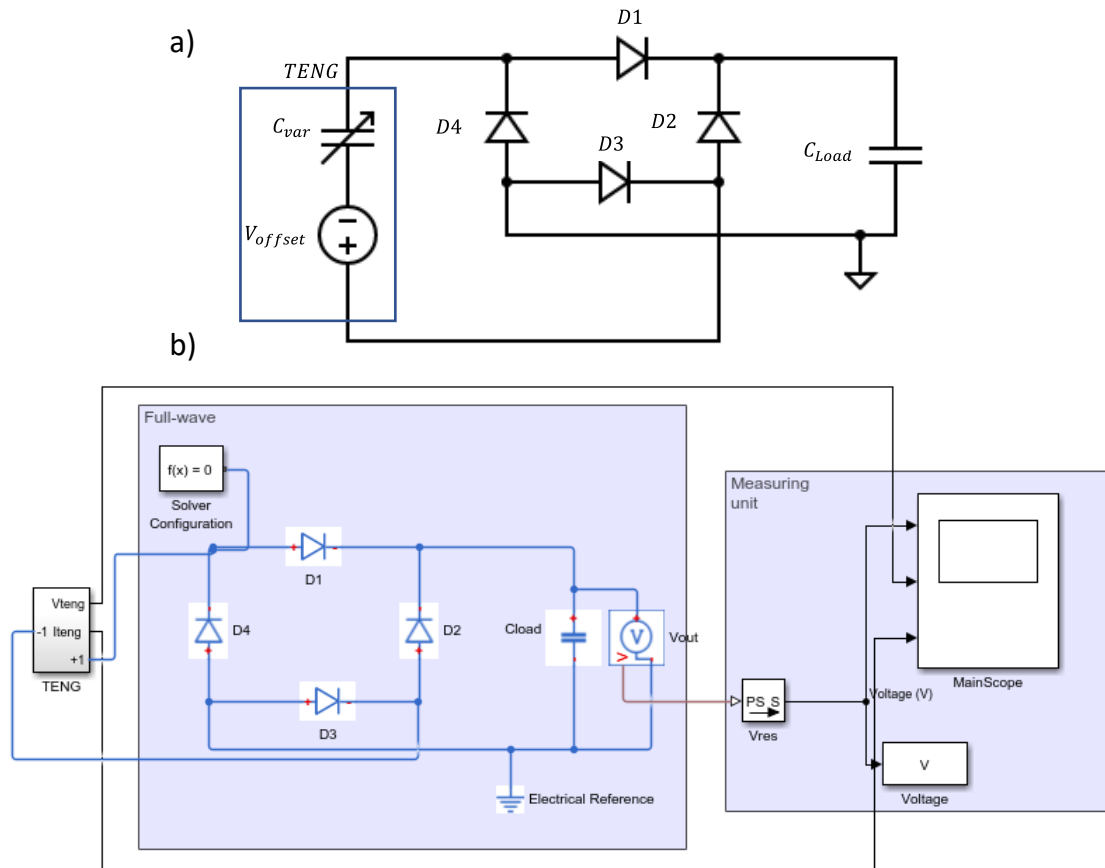 a)
TENG
D1
C_var
D4
D2
D3
C_Load
V_offset
−
+
b)
Full-wave
f(x) = 0
Solver
Configuration
Measuring
unit
+
-
D1
Vteng
-1 Iteng
+1
TENG
D4
+
D2
+
Cload
+
-
+
V
V
-
Vout
+
-
D3
PS S
Vres
Voltage (V)
MainScope
V
Voltage
Electrical Reference